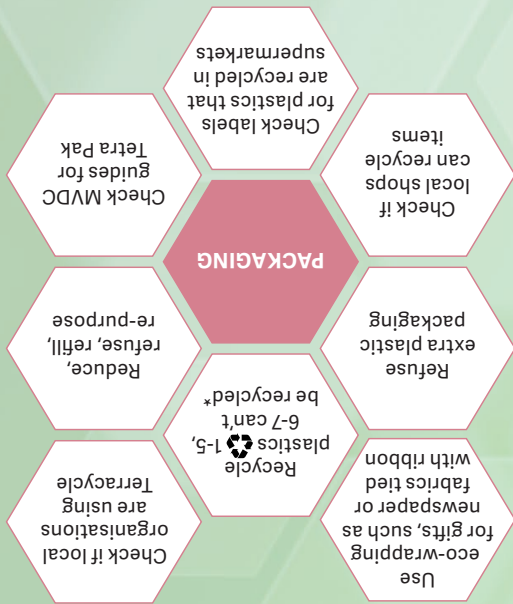 Use
eco-wrapping
for gifts, such as
newspaper or
fabrics tied
with ribbon
Check if local
organisations
are using
Terracycle
Recycle
plastics ♻ 1-5,
6-7 can't
be recycled*
Refuse
extra plastic
packaging
Reduce,
refuse, refill,
re-purpose
PACKAGING
Check if
local shops
can recycle
items
Check MVDC
guides for
Tetra Pak
Check labels
for plastics that
are recycled in
supermarkets